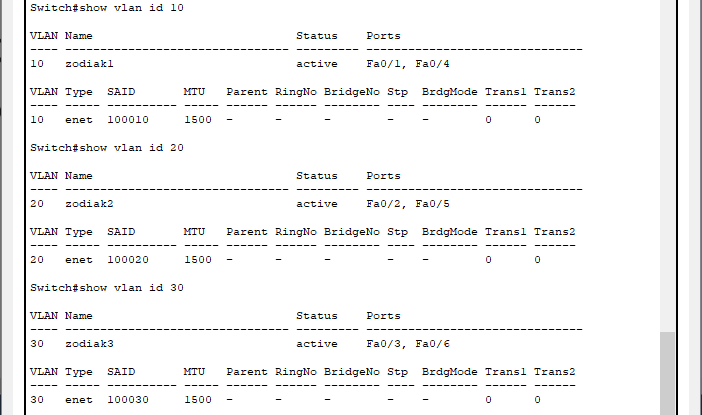 Switch#show vlan id 10
VLAN Name                             Status    Ports
---- -------------------------------- --------- -------------------------------
10   zodiak1                          active    Fa0/1, Fa0/4
VLAN Type  SAID       MTU   Parent RingNo BridgeNo Stp  BrdgMode Trans1 Trans2
---- ----- ---------- ----- ------ ------ -------- ---- -------- ------ ------
10   enet  100010     1500  -      -      -        -    -        0      0
Switch#show vlan id 20
VLAN Name                             Status    Ports
---- -------------------------------- --------- -------------------------------
20   zodiak2                          active    Fa0/2, Fa0/5
VLAN Type  SAID       MTU   Parent RingNo BridgeNo Stp  BrdgMode Trans1 Trans2
---- ----- ---------- ----- ------ ------ -------- ---- -------- ------ ------
20   enet  100020     1500  -      -      -        -    -        0      0
Switch#show vlan id 30
VLAN Name                             Status    Ports
---- -------------------------------- --------- -------------------------------
30   zodiak3                          active    Fa0/3, Fa0/6
VLAN Type  SAID       MTU   Parent RingNo BridgeNo Stp  BrdgMode Trans1 Trans2
---- ----- ---------- ----- ------ ------ -------- ---- -------- ------ ------
30   enet  100030     1500  -      -      -        -    -        0      0